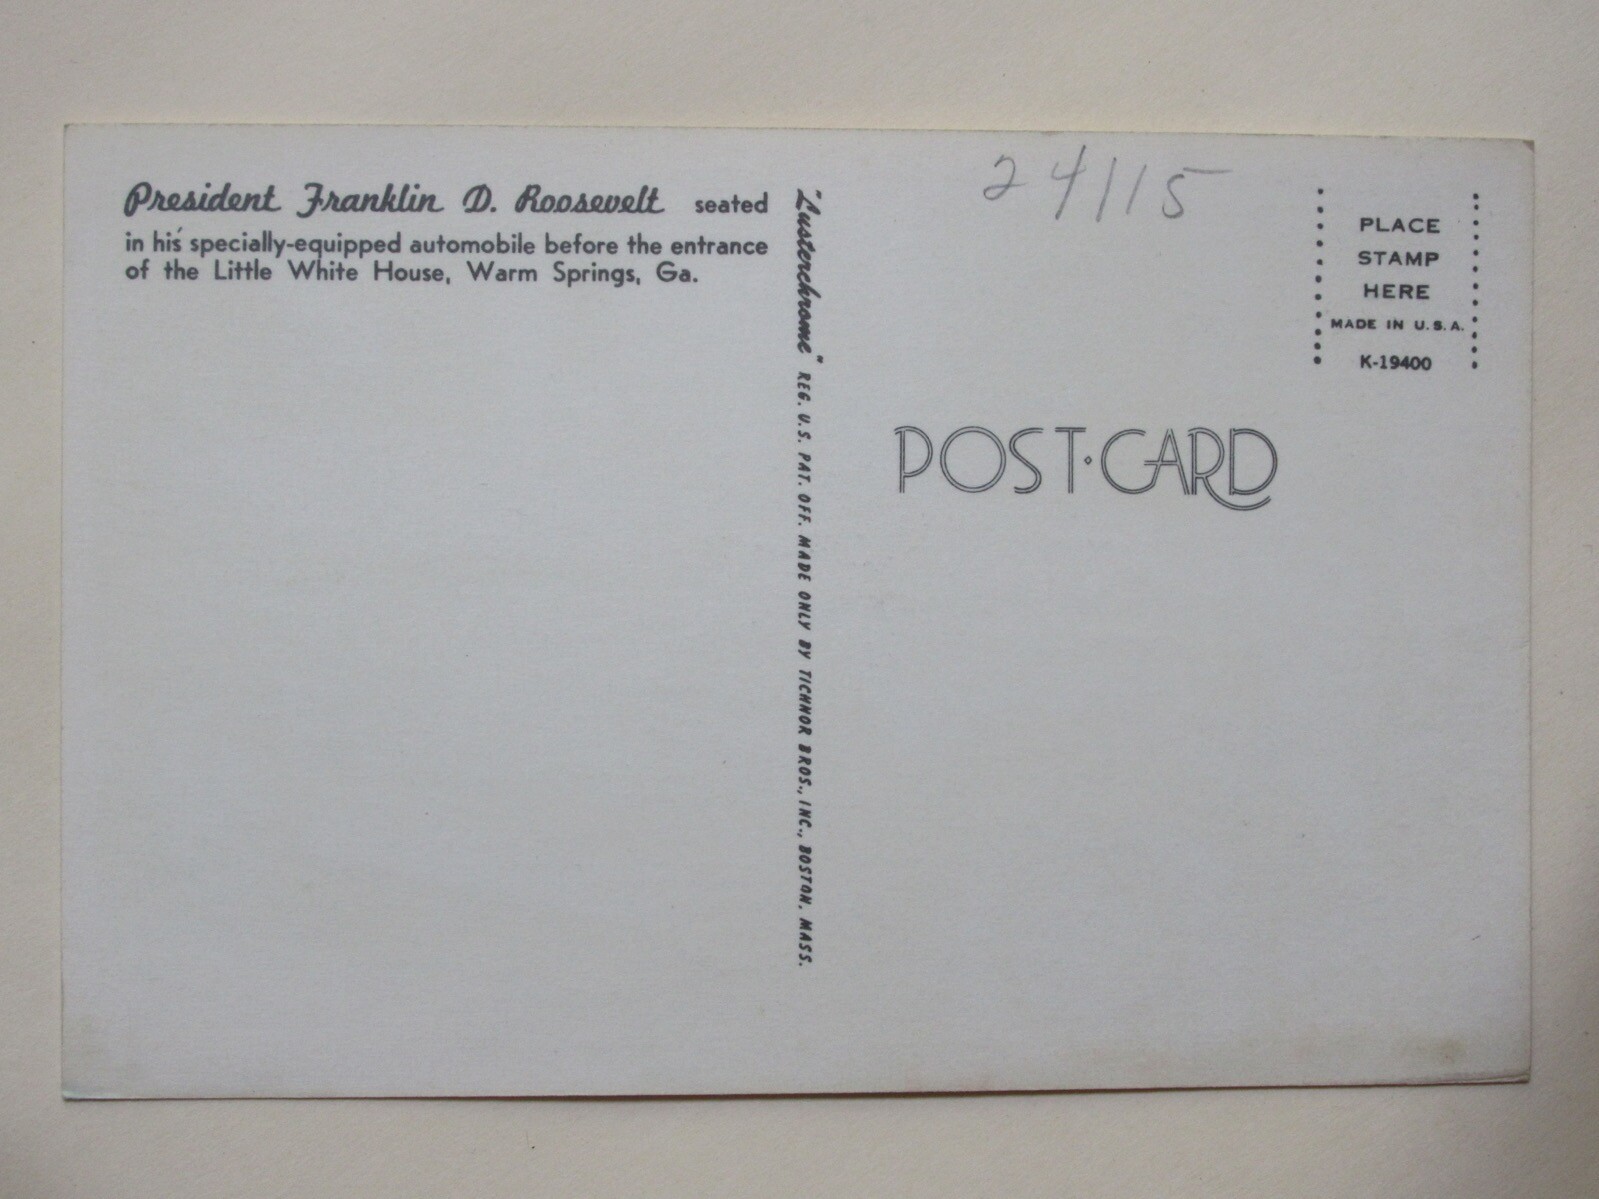 President Franklin D. Roosevelt seated
in his specially-equipped automobile before the entrance
of the Little White House, Warm Springs, Ga.
"Lusterchrome" REG. U.S. PAT. OFF. MADE ONLY BY TICHNOR BROS., INC., BOSTON, MASS.
24115
PLACE
STAMP
HERE
MADE IN U.S.A.
K-19400
POST·CARD